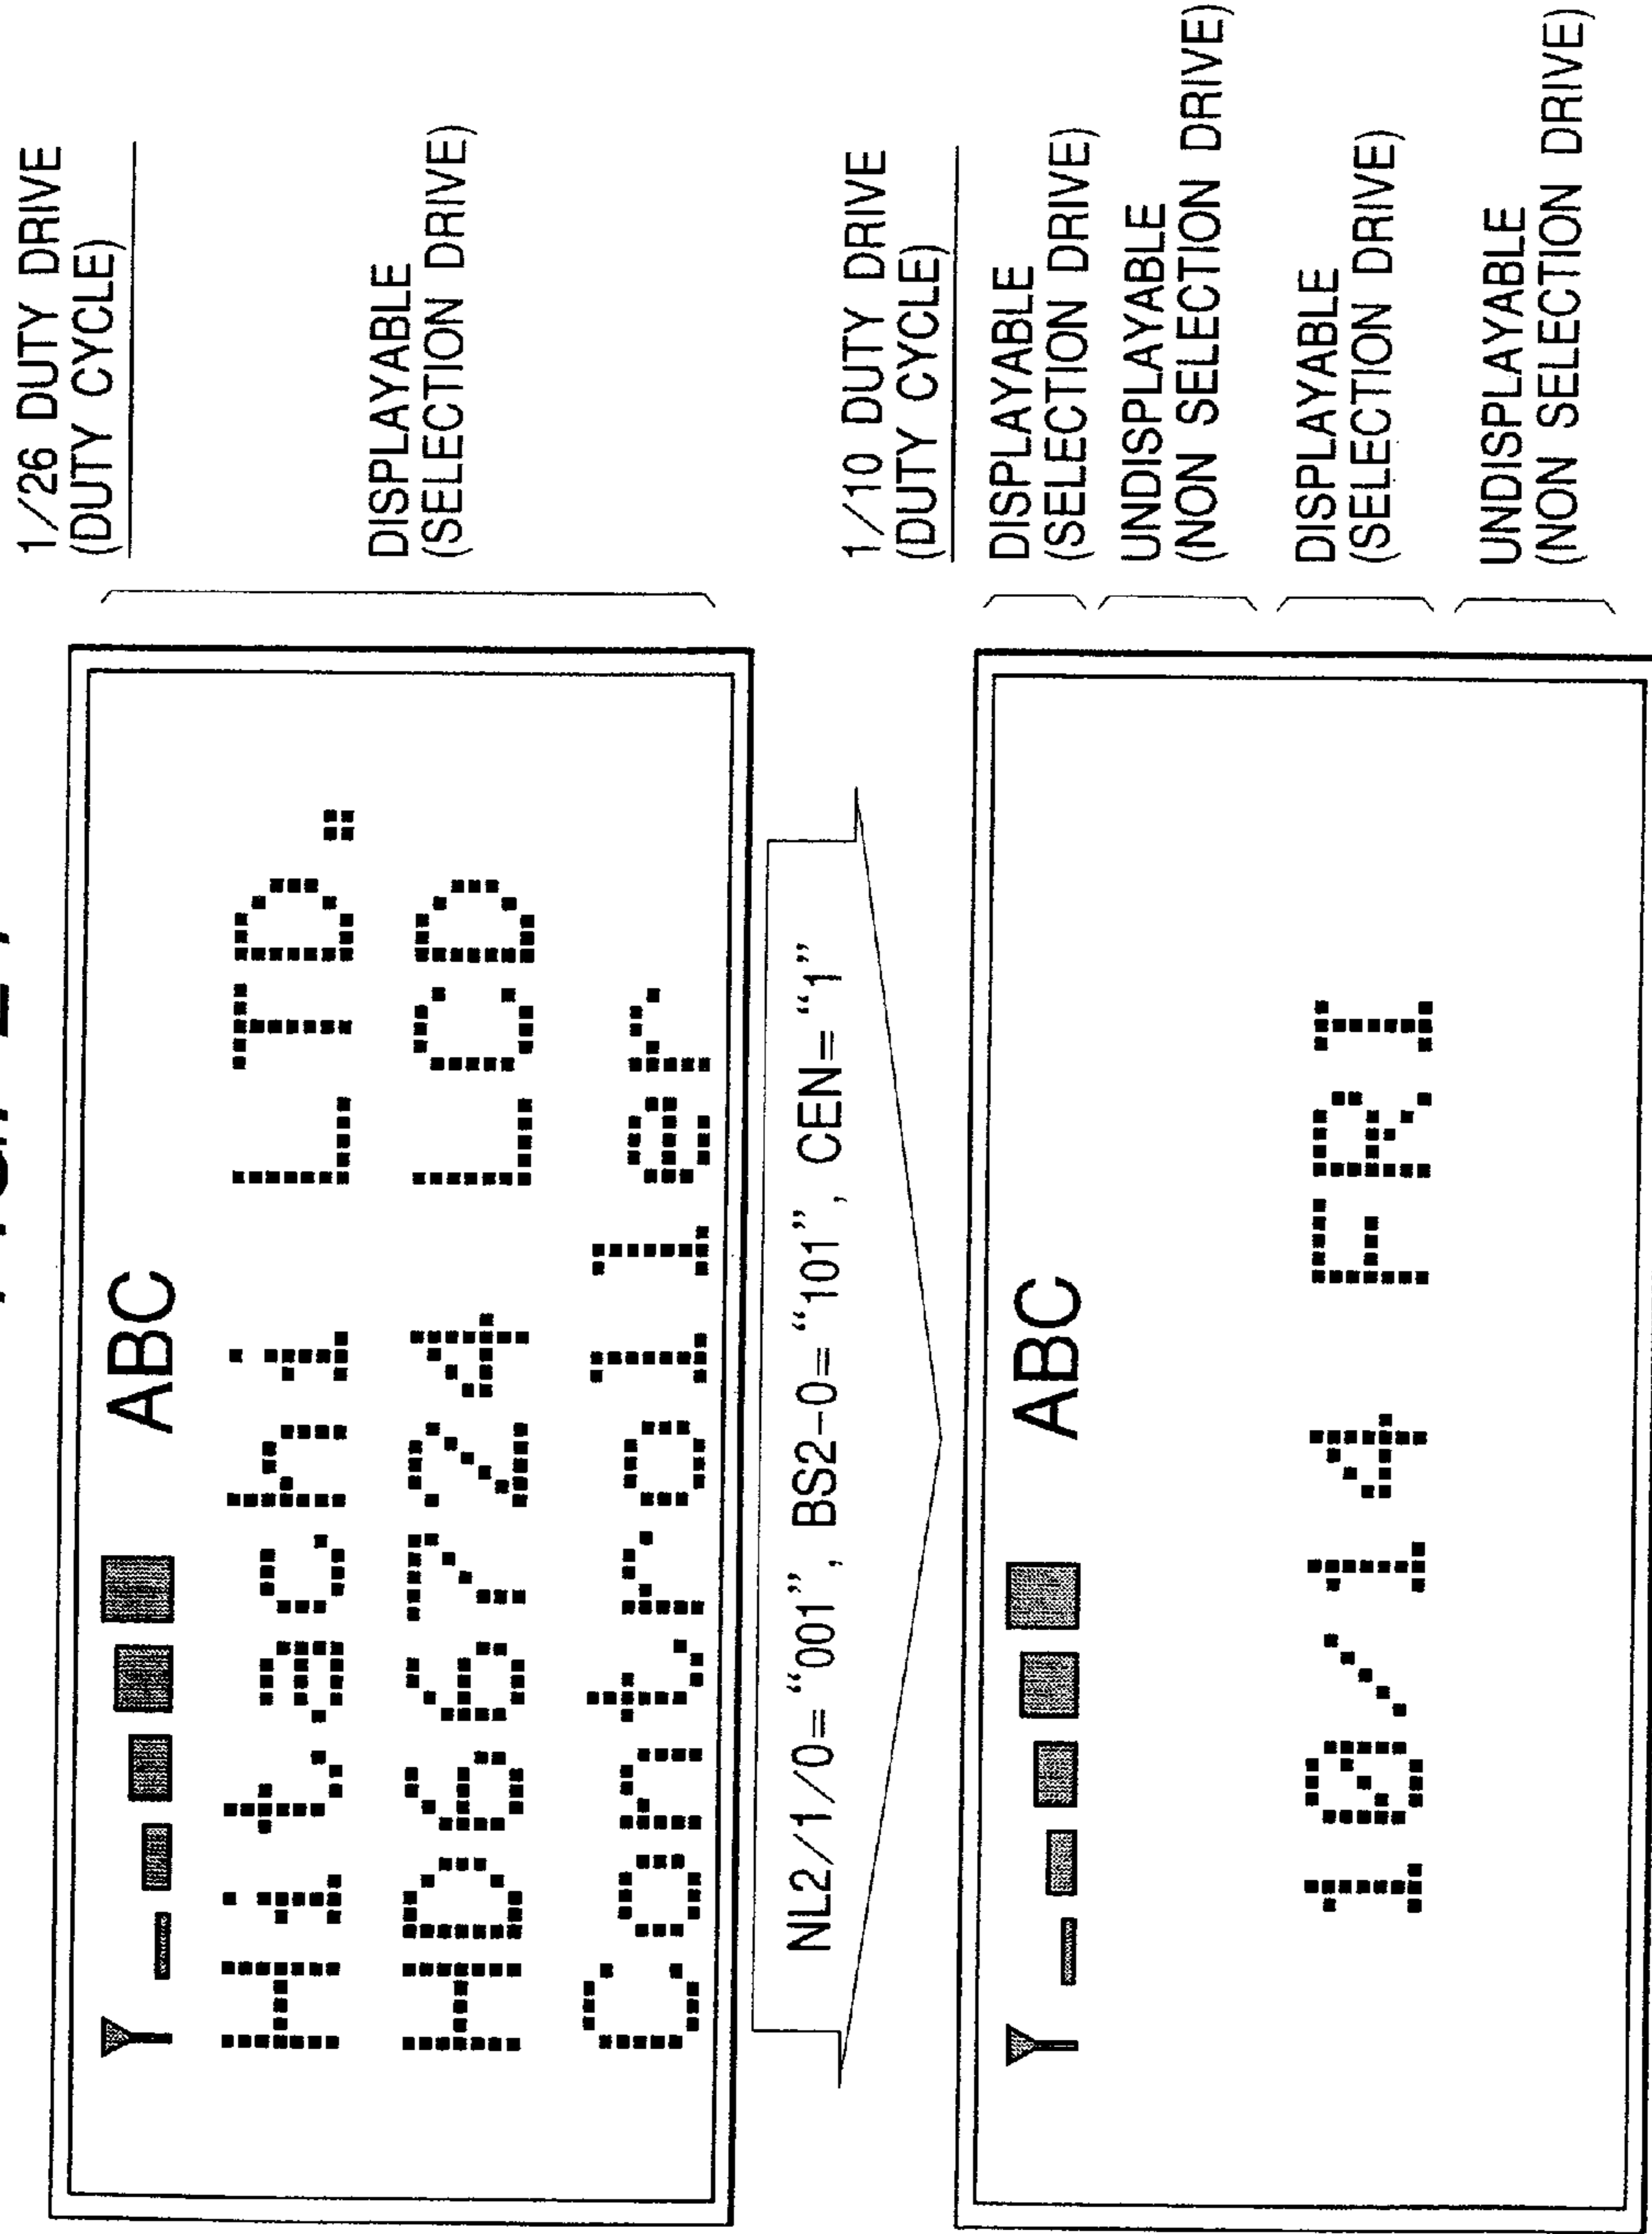 1/26 DUTY DRIVE
(DUTY CYCLE)
ABC
Hitachi LTD.
HD66724 LCD
Controllar
DISPLAYABLE
(SELECTION DRIVE)
NL2/1/0= “001”, BS2-0= “101”, CEN= “1”
1/10 DUTY DRIVE
(DUTY CYCLE)
ABC
10/14 FRI
DISPLAYABLE
(SELECTION DRIVE)
UNDISPLAYABLE
(NON SELECTION DRIVE)
DISPLAYABLE
(SELECTION DRIVE)
UNDISPLAYABLE
(NON SELECTION DRIVE)